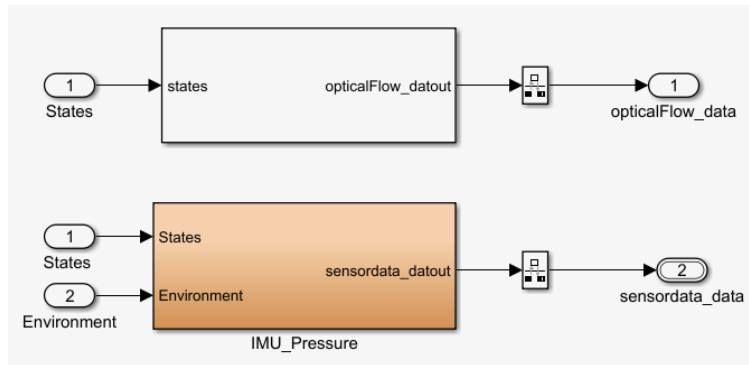 1
States
states
opticalFlow_datout
1
opticalFlow_data
1
States
2
Environment
States
Environment
sensordata_datout
IMU_Pressure
2
sensordata_data